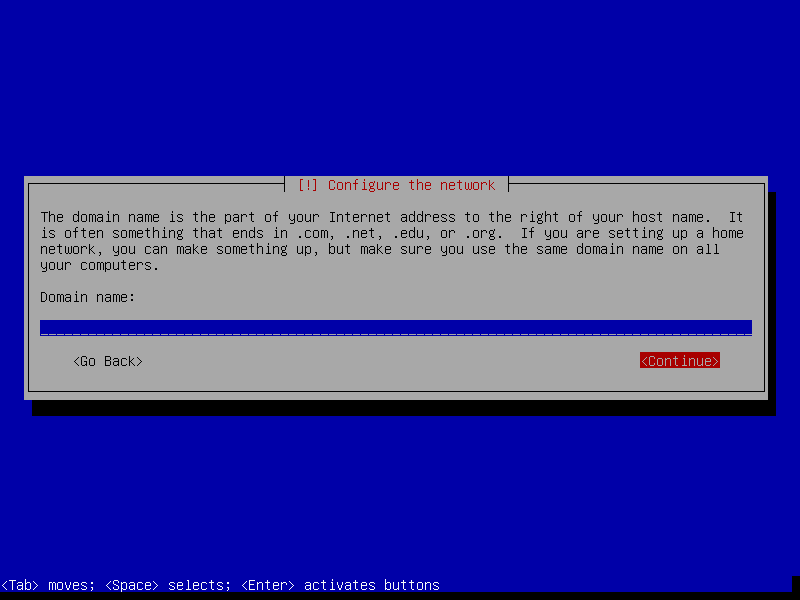 [!] Configure the network
The domain name is the part of your Internet address to the right of your host name.  It
is often something that ends in .com, .net, .edu, or .org.  If you are setting up a home
network, you can make something up, but make sure you use the same domain name on all
your computers.
Domain name:
<Go Back> <Continue>
<Tab> moves; <Space> selects; <Enter> activates buttons